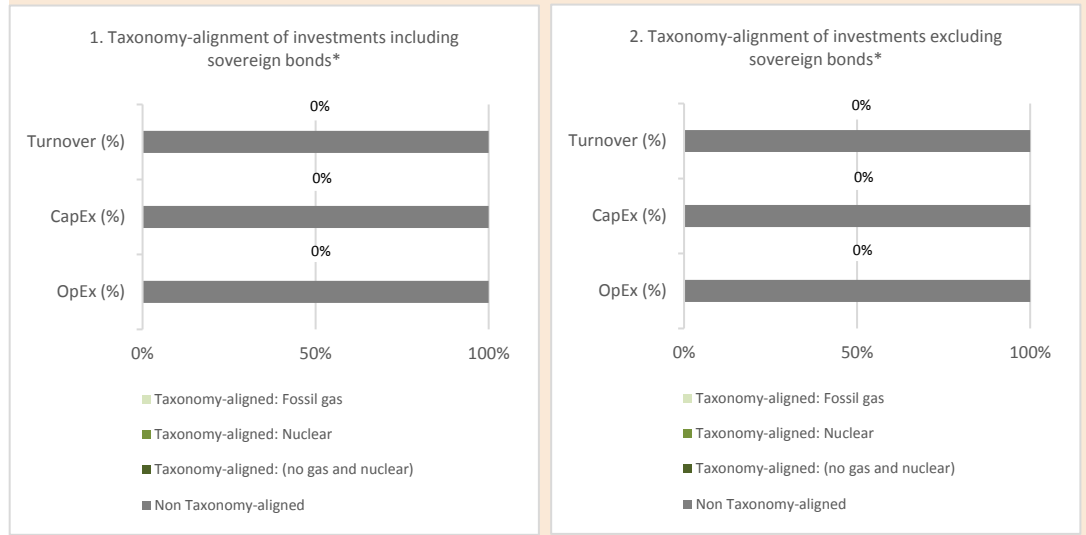 1. Taxonomy-alignment of investments including
sovereign bonds*
0%
Turnover (%)
0%
CapEx (%)
0%
OpEx (%)
0%
50%
100%
Taxonomy-aligned: Fossil gas
Taxonomy-aligned: Nuclear
Taxonomy-aligned: (no gas and nuclear)
Non Taxonomy-aligned
2. Taxonomy-alignment of investments excluding
sovereign bonds*
0%
Turnover (%)
0%
CapEx (%)
0%
OpEx (%)
0%
50%
100%
Taxonomy-aligned: Fossil gas
Taxonomy-aligned: Nuclear
Taxonomy-aligned: (no gas and nuclear)
Non Taxonomy-aligned